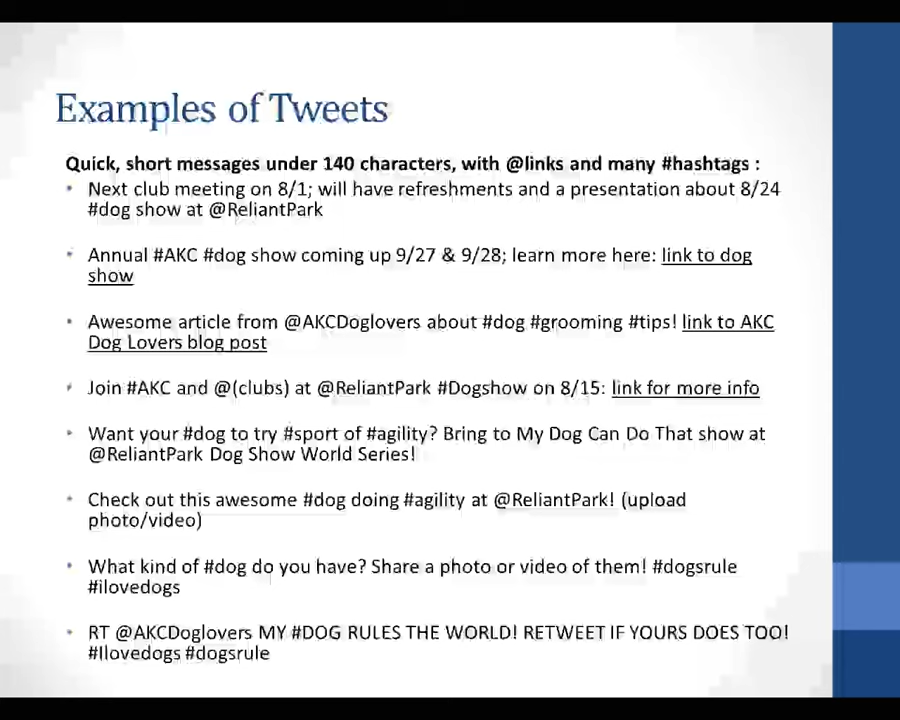 Examples of Tweets
Quick, short messages under 140 characters, with @links and many #hashtags :
• Next club meeting on 8/1; will have refreshments and a presentation about 8/24
#dog show at @ReliantPark
• Annual #AKC #dog show coming up 9/27 & 9/28; learn more here: link to dog
show
• Awesome article from @AKCDoglovers about #dog #grooming #tips! link to AKC
Dog Lovers blog post
• Join #AKC and @(clubs) at @ReliantPark #Dogshow on 8/15: link for more info
• Want your #dog to try #sport of #agility? Bring to My Dog Can Do That show at
@ReliantPark Dog Show World Series!
• Check out this awesome #dog doing #agility at @ReliantPark! (upload
photo/video)
• What kind of #dog do you have? Share a photo or video of them! #dogsrule
#ilovedogs
• RT @AKCDoglovers MY #DOG RULES THE WORLD! RETWEET IF YOURS DOES TOO!
#Ilovedogs #dogsrule